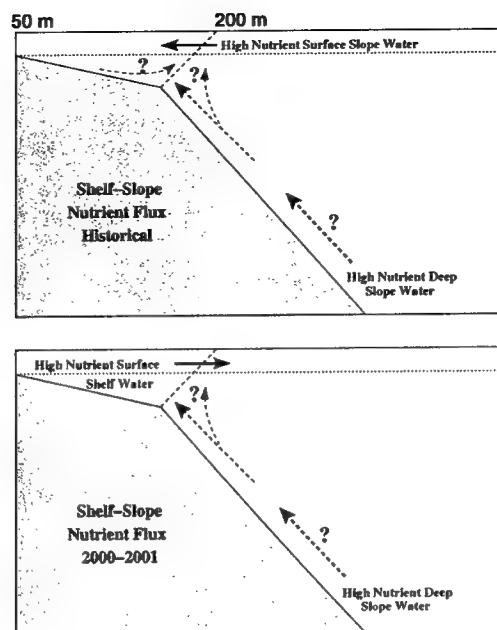 50 m 200 m
High Nutrient Surface Slope Water
?
?
Shelf-Slope
Nutrient Flux
Historical
?
High Nutrient Deep
Slope Water
High Nutrient Surface
Shelf Water
?
Shelf-Slope
Nutrient Flux
2000-2001
?
High Nutrient Deep
Slope Water